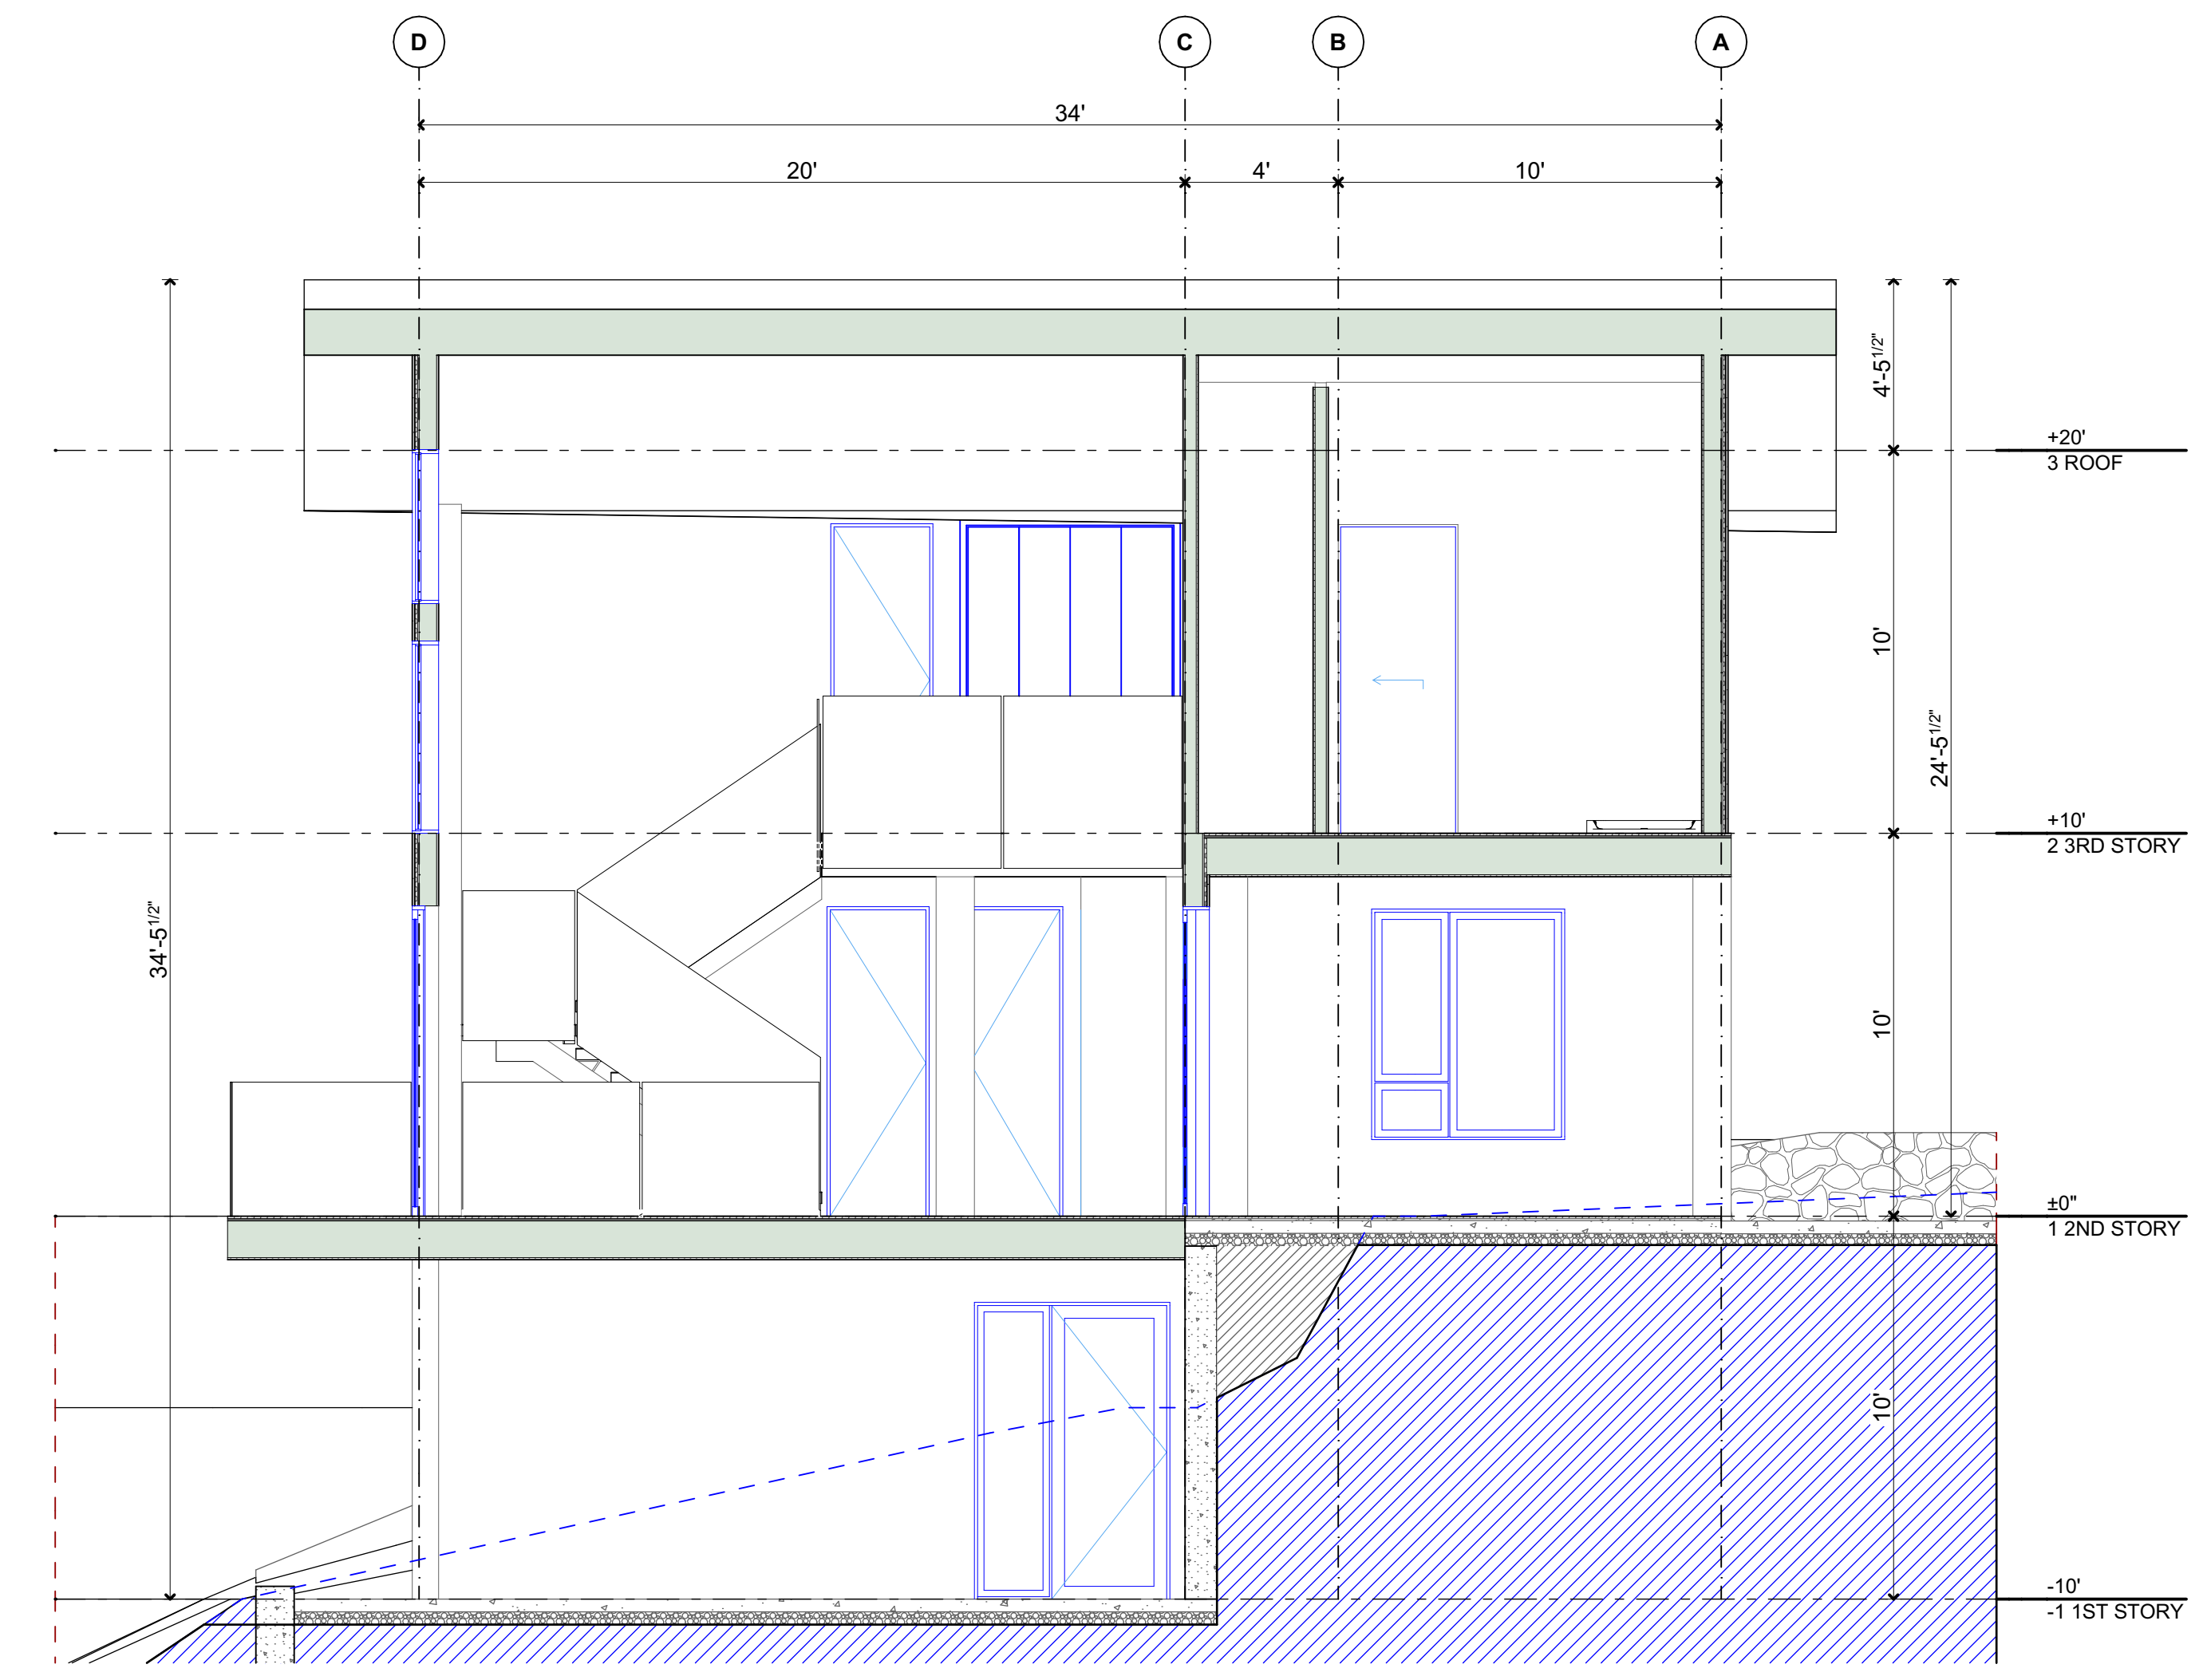 D
C
B
A
34'
20'
4'
10'
4'-5 1/2"
+20'
3 ROOF
10'
24'-5 1/2"
+10'
2 3RD STORY
34'-5 1/2"
10'
±0"
1 2ND STORY
10'
-10'
-1 1ST STORY